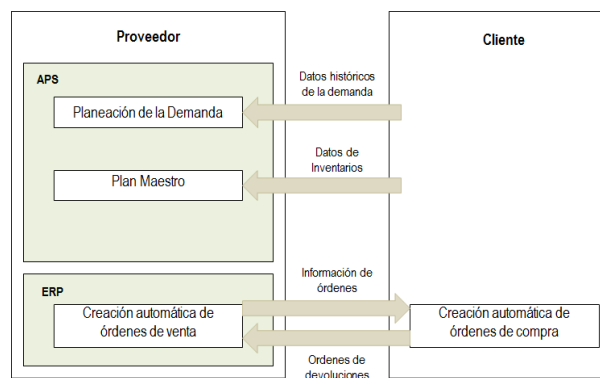 Proveedor
Cliente
APS
Datos históricos
de la demanda
Planeación de la Demanda
Datos de
Inventarios
Plan Maestro
Información de
órdenes
ERP
Creación automática de
órdenes de venta
Creación automática de
órdenes de compra
Ordenes de
devoluciones